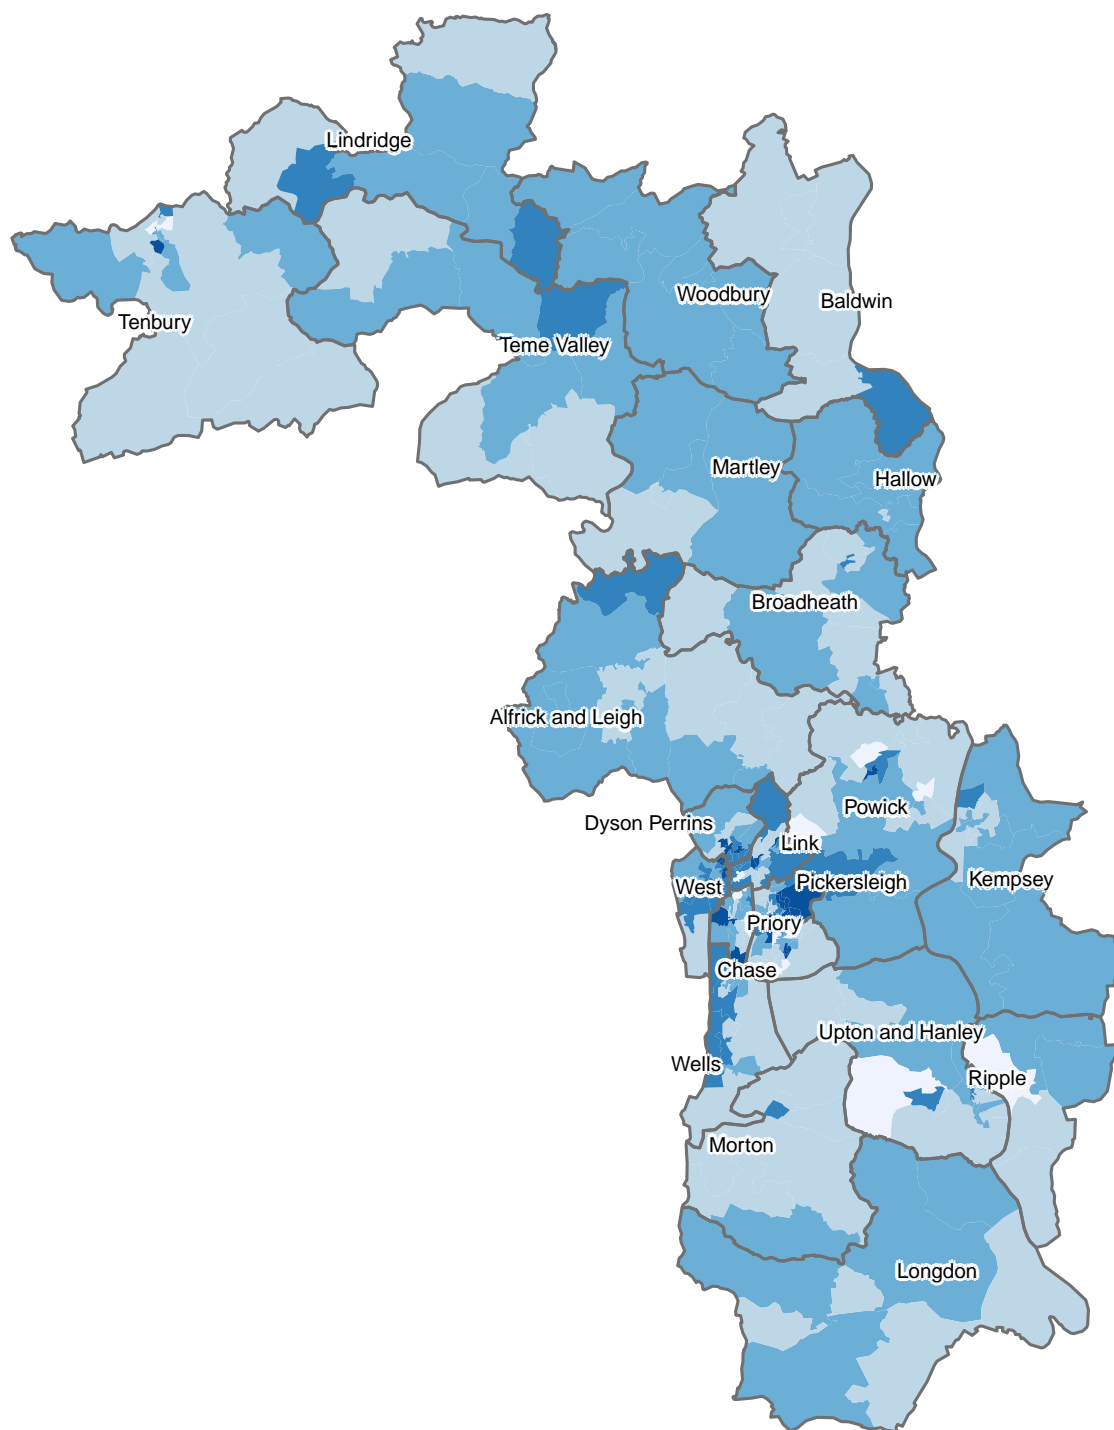 Lindridge
Woodbury
Baldwin
Tenbury
Teme Valley
Martley
Hallow
Broadheath
Alfrick and Leigh
Powick
Dyson Perrins
Link
West
Pickersleigh
Kempsey
Priory
Chase
Upton and Hanley
Wells
Ripple
Morton
Longdon